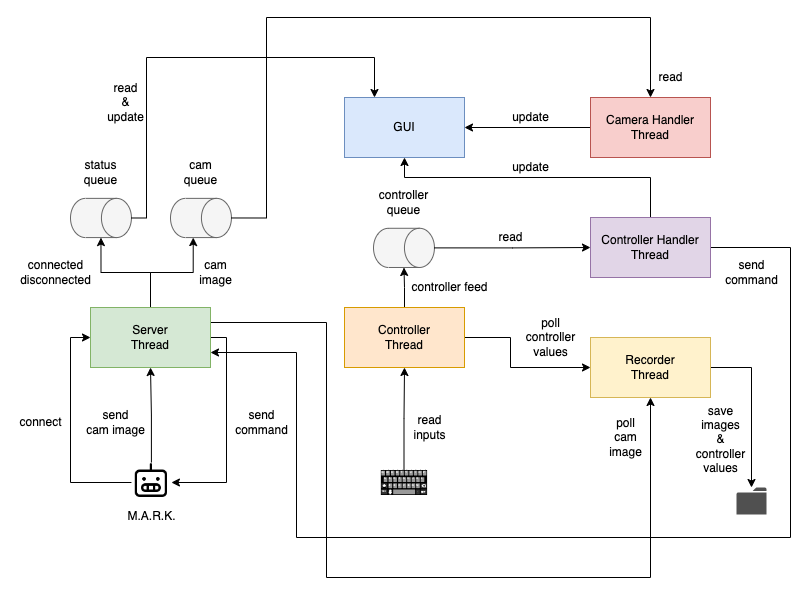 read
read
&
update
GUI
update
Camera Handler
Thread
status
queue
cam
queue
update
controller
queue
read
Controller Handler
Thread
connected
disconnected
cam
image
send
command
controller feed
Server
Thread
Controller
Thread
poll
controller
values
Recorder
Thread
connect
send
cam image
send
command
read
inputs
poll
cam
image
save
images
&
controller
values
M.A.R.K.